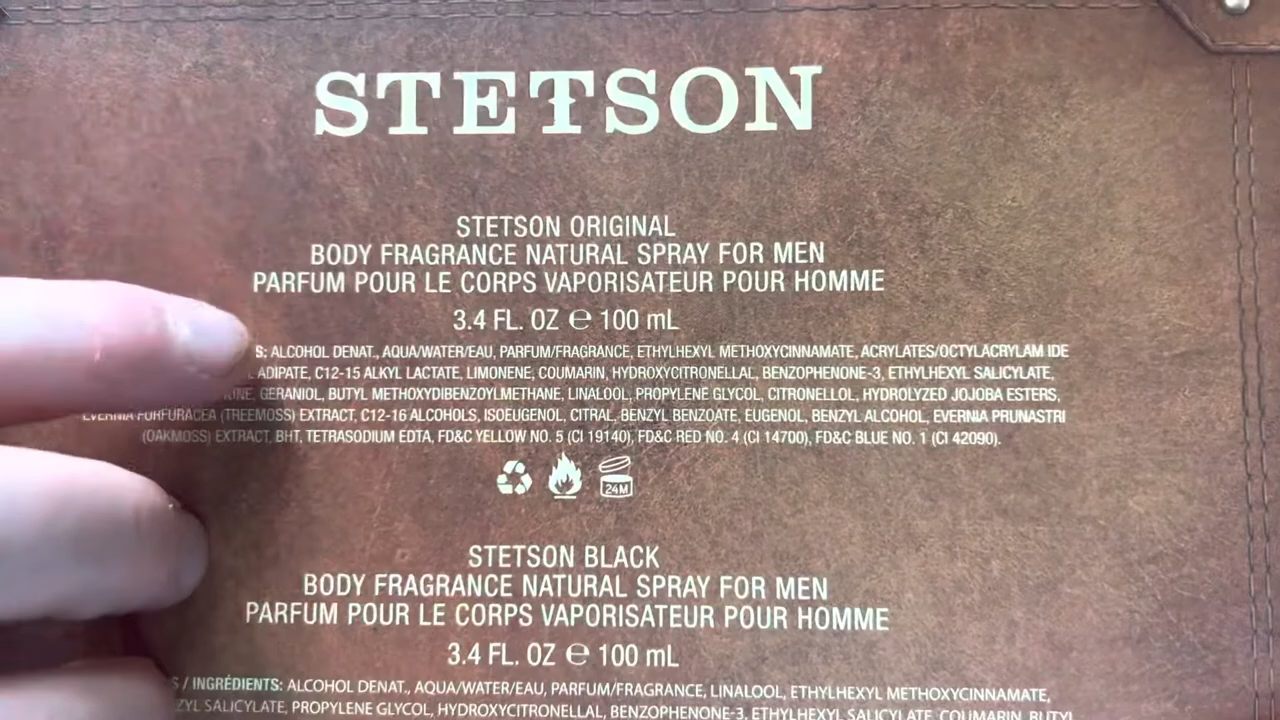 STETSON
STETSON ORIGINAL
BODY FRAGRANCE NATURAL SPRAY FOR MEN
PARFUM POUR LE CORPS VAPORISATEUR POUR HOMME
3.4 FL. OZ ℮ 100 mL
S: ALCOHOL DENAT., AQUA/WATER/EAU, PARFUM/FRAGRANCE, ETHYLHEXYL METHOXYCINNAMATE, ACRYLATES/OCTYLACRYLAM IDE
ADIPATE, C12-15 ALKYL LACTATE, LIMONENE, COUMARIN, HYDROXYCITRONELLAL, BENZOPHENONE-3, ETHYLHEXYL SALICYLATE,
GERANIOL, BUTYL METHOXYDIBENZOYLMETHANE, LINALOOL, PROPYLENE GLYCOL, CITRONELLOL, HYDROLYZED JOJOBA ESTERS,
EVERNIA FURFURACEA (TREEMOSS) EXTRACT, C12-16 ALCOHOLS, ISOEUGENOL, CITRAL, BENZYL BENZOATE, EUGENOL, BENZYL ALCOHOL, EVERNIA PRUNASTRI
(OAKMOSS) EXTRACT, BHT, TETRASODIUM EDTA, FD&C YELLOW NO. 5 (CI 19140), FD&C RED NO. 4 (CI 14700), FD&C BLUE NO. 1 (CI 42090).
24M
STETSON BLACK
BODY FRAGRANCE NATURAL SPRAY FOR MEN
PARFUM POUR LE CORPS VAPORISATEUR POUR HOMME
3.4 FL. OZ ℮ 100 mL
S / INGRÉDIENTS: ALCOHOL DENAT., AQUA/WATER/EAU, PARFUM/FRAGRANCE, LINALOOL, ETHYLHEXYL METHOXYCINNAMATE,
ZYL SALICYLATE, PROPYLENE GLYCOL, HYDROXYCITRONELLAL, BENZOPHENONE-3, ETHYLHEXYL SALICYLATE, COUMARIN, BUTYL